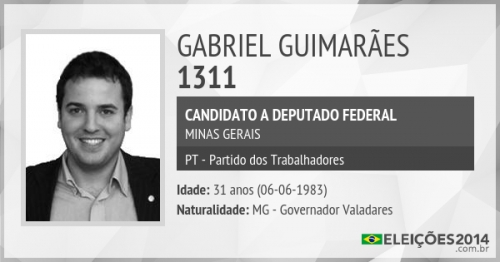 GABRIEL GUIMARÃES
1311
CANDIDATO A DEPUTADO FEDERAL
MINAS GERAIS
PT - Partido dos Trabalhadores
Idade: 31 anos (06-06-1983)
Naturalidade: MG - Governador Valadares
ELEIÇÕES2014
.com.br